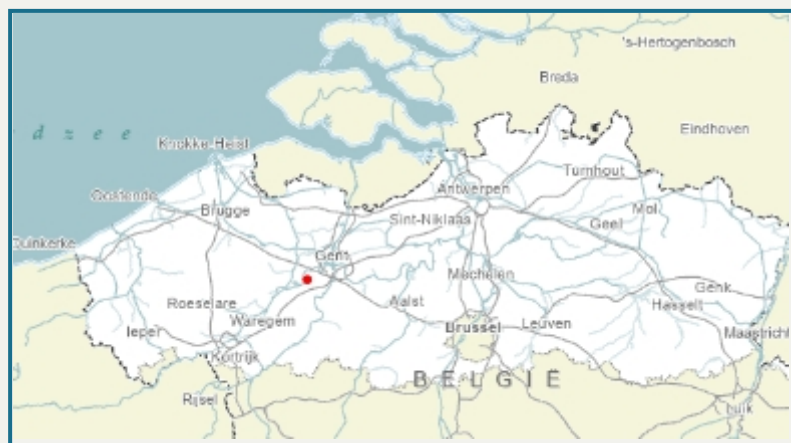 's-Hertogenbosch
Breda
Eindhoven
d z e e
Knokke-Heist
Turnhout
Antwerpen
Oostende
Mol
Brugge
Sint-Niklaas
Geel
Duinkerke
Gent
Mechelen
Genk
Roeselare
Aalst
Hasselt
Waregem
Ieper
Brussel
Leuven
Maastricht
Kortrijk
BELGIË
Rijsel
Luik